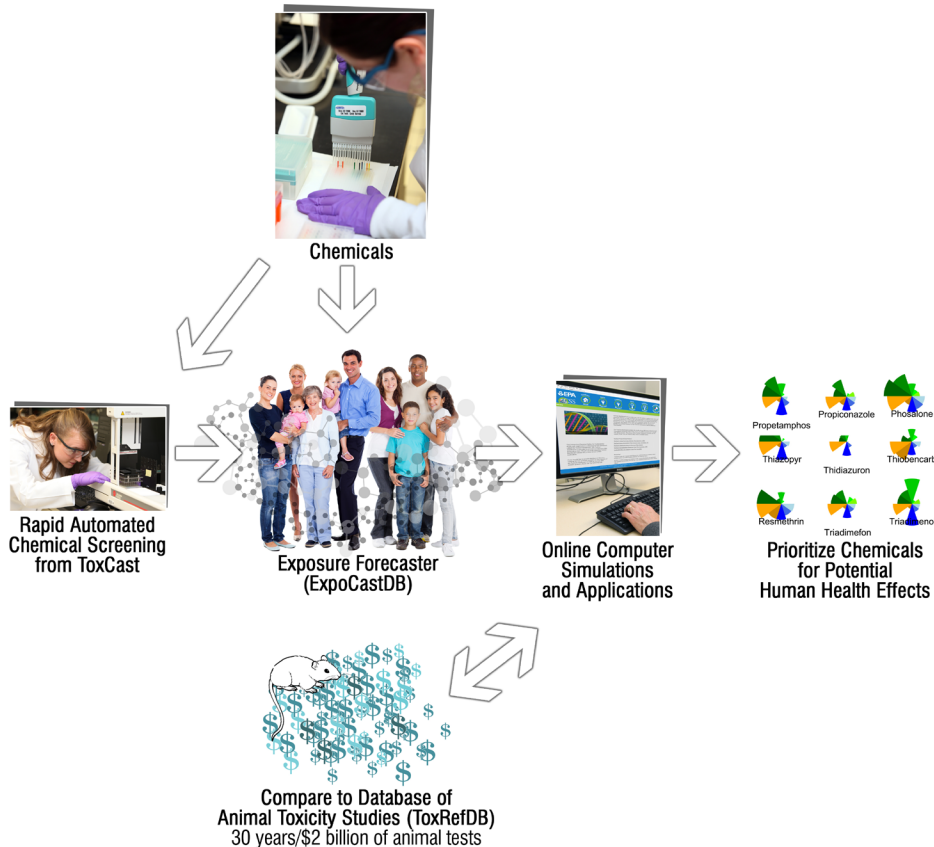 Chemicals
Rapid Automated
Chemical Screening
from ToxCast
Exposure Forecaster
(ExpoCastDB)
EPA
Online Computer
Simulations
and Applications
Propetamphos
Propiconazole
Phosalone
Thiazopyr
Thidiazuron
Thiobencart
Resmethrin
Triadimefon
Prioritize Chemicals
for Potential
Human Health Effects
Compare to Database of
Animal Toxicity Studies (ToxRefDB)
30 years/$2 billion of animal tests